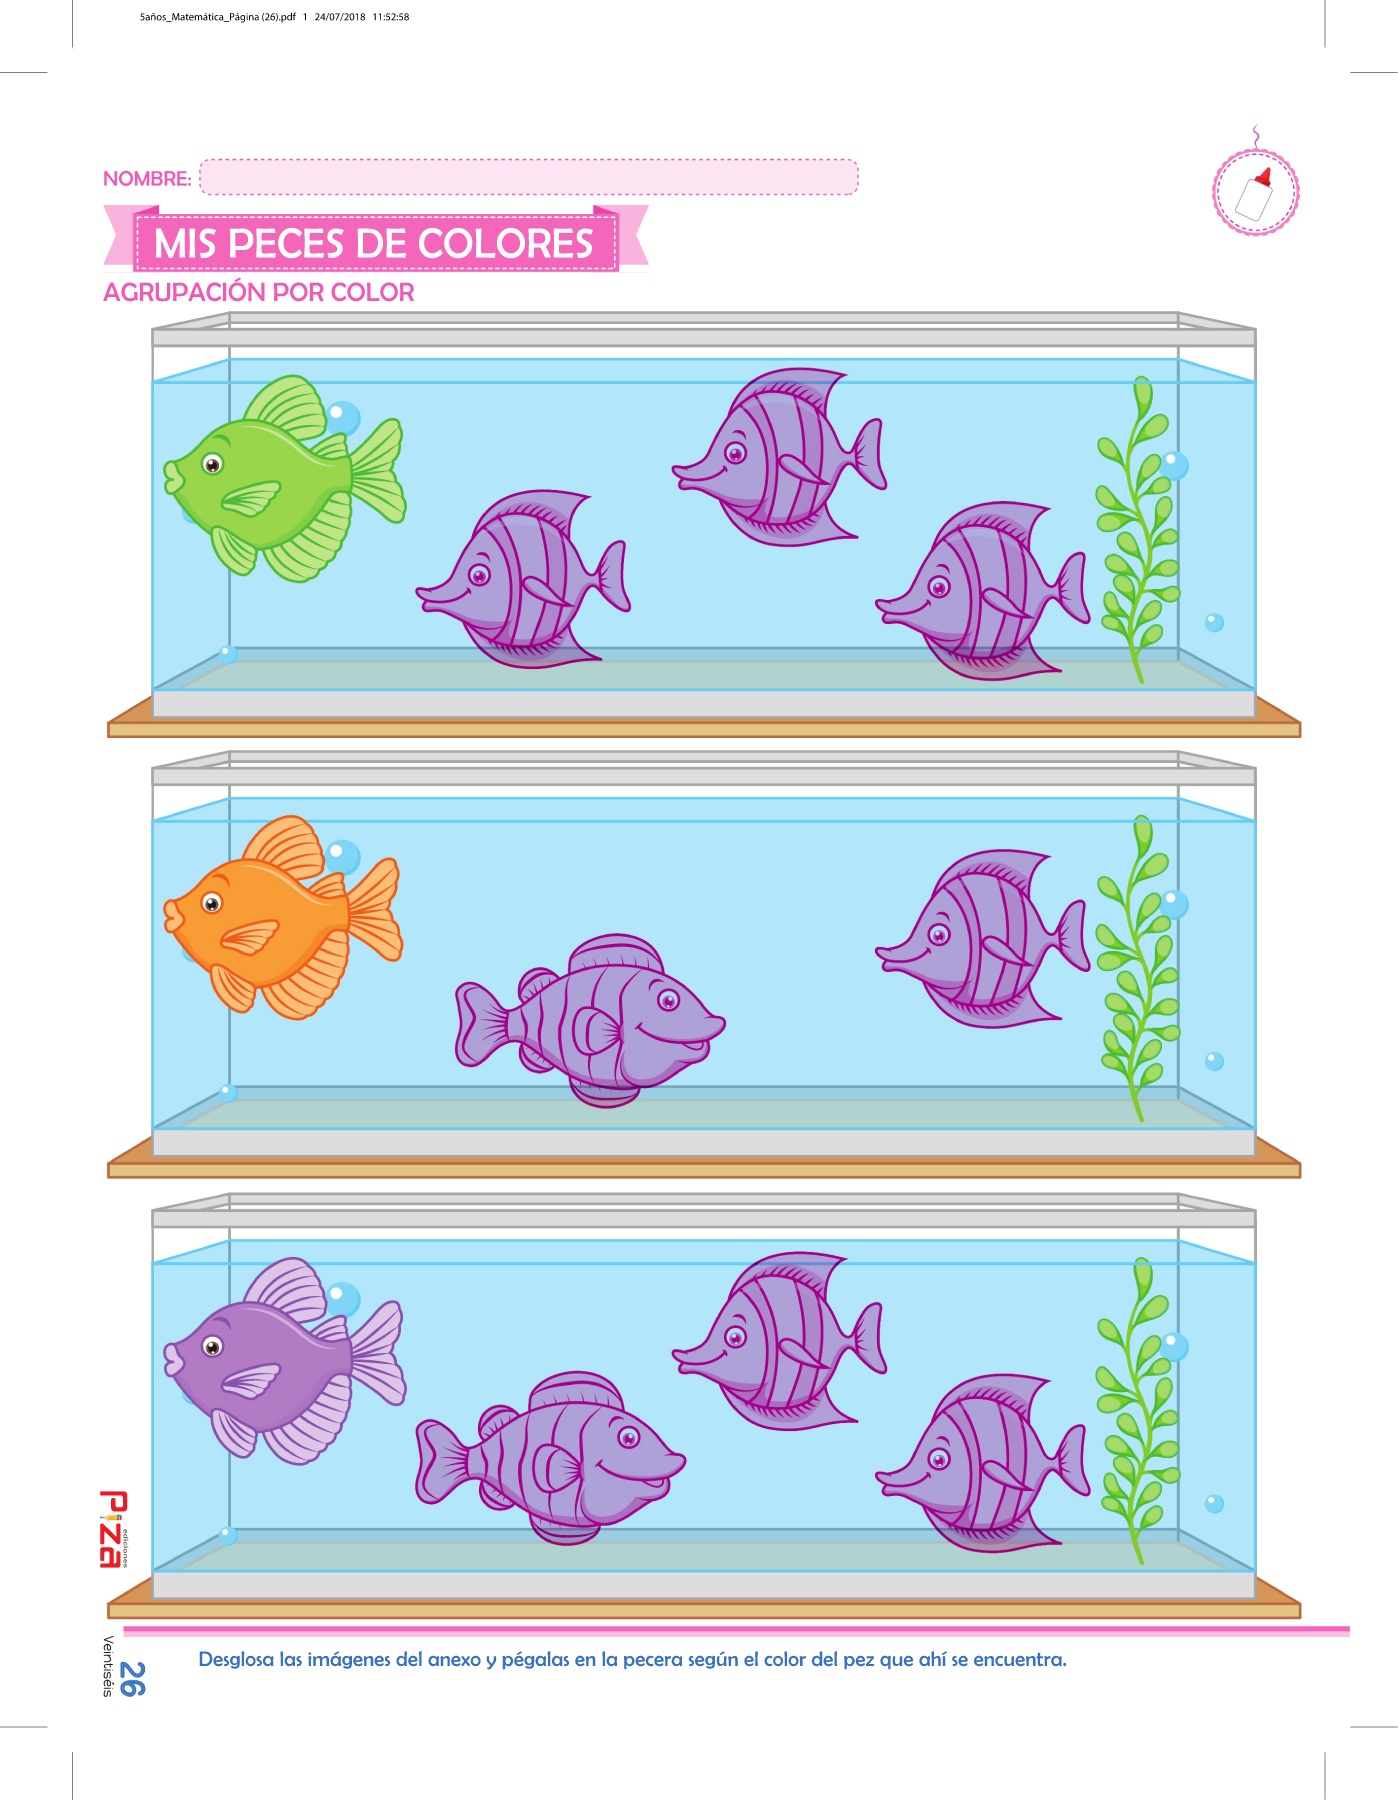 5años_Matemática_Página (26).pdf   1   24/07/2018   11:52:58
NOMBRE:
MIS PECES DE COLORES
AGRUPACIÓN POR COLOR
Piza
ediciones
Veintiséis
26
Desglosa las imágenes del anexo y pégalas en la pecera según el color del pez que ahí se encuentra.